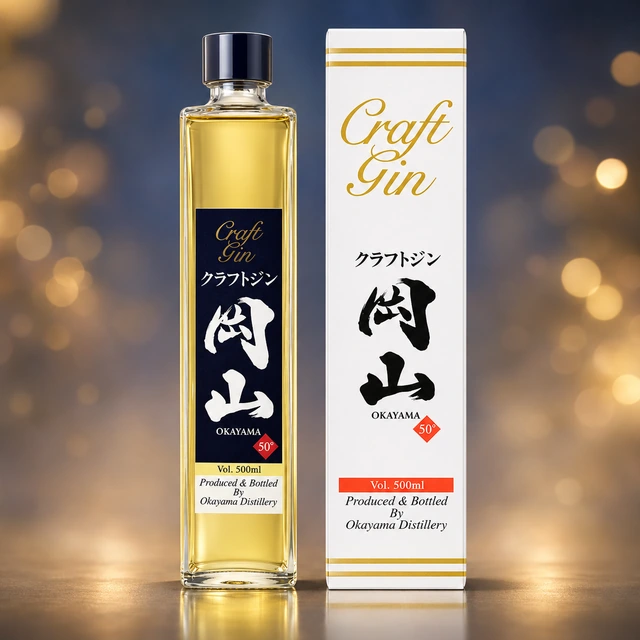 Craft
Gin
クラフトジン
岡
山
OKAYAMA
50°
Vol. 500ml
Produced & Bottled
By
Okayama Distillery
Craft
Gin
クラフトジン
岡
山
OKAYAMA
50°
Vol. 500ml
Produced & Bottled
By
Okayama Distillery